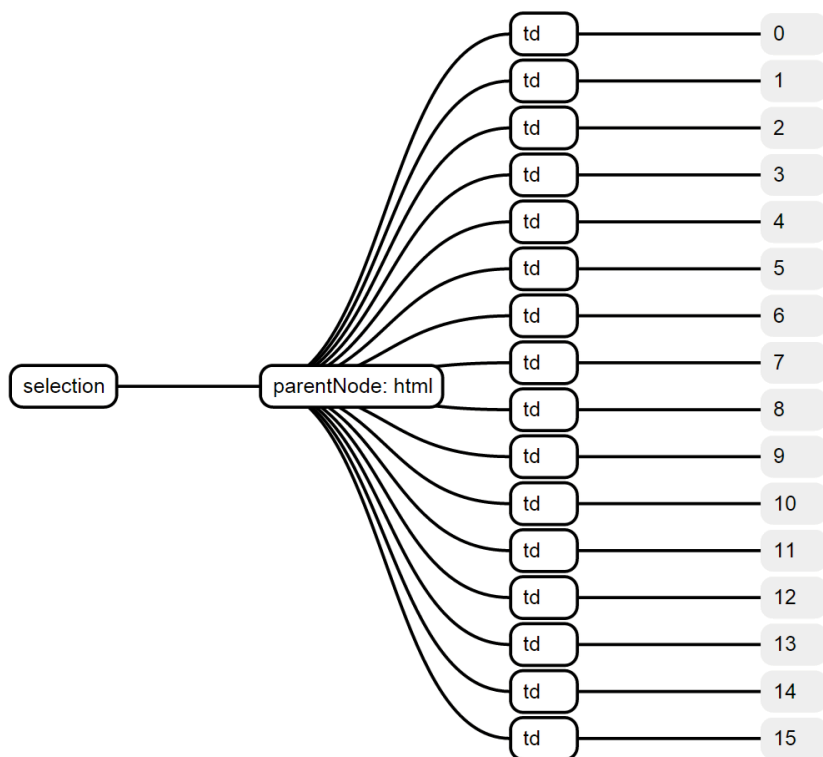 td 0
td 1
td 2
td 3
td 4
td 5
td 6
td 7
selection parentNode: html
td 8
td 9
td 10
td 11
td 12
td 13
td 14
td 15